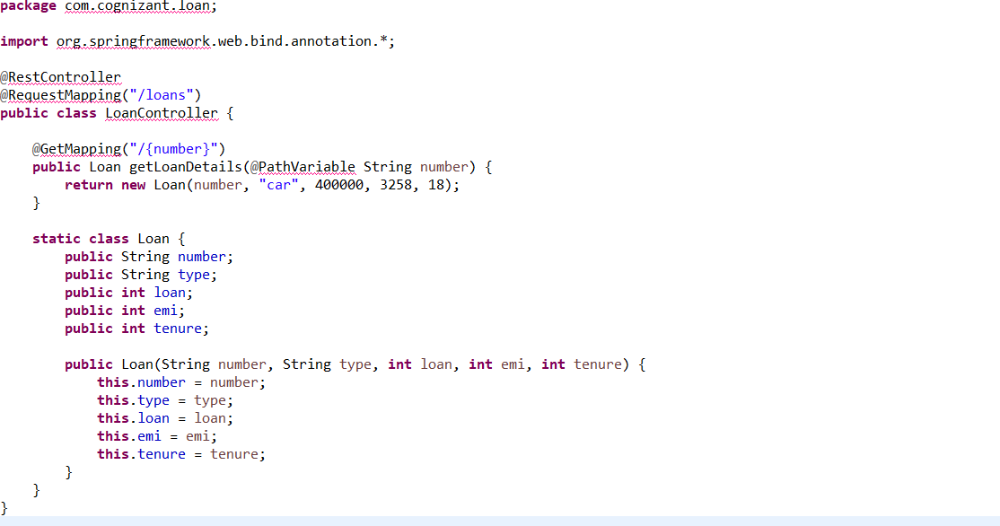 package com.cognizant.loan;
import org.springframework.web.bind.annotation.*;
@RestController
@RequestMapping("/loans")
public class LoanController {
@GetMapping("/{number}")
public Loan getLoanDetails(@PathVariable String number) {
return new Loan(number, "car", 400000, 3258, 18);
}
static class Loan {
public String number;
public String type;
public int loan;
public int emi;
public int tenure;
public Loan(String number, String type, int loan, int emi, int tenure) {
this.number = number;
this.type = type;
this.loan = loan;
this.emi = emi;
this.tenure = tenure;
}
}
}